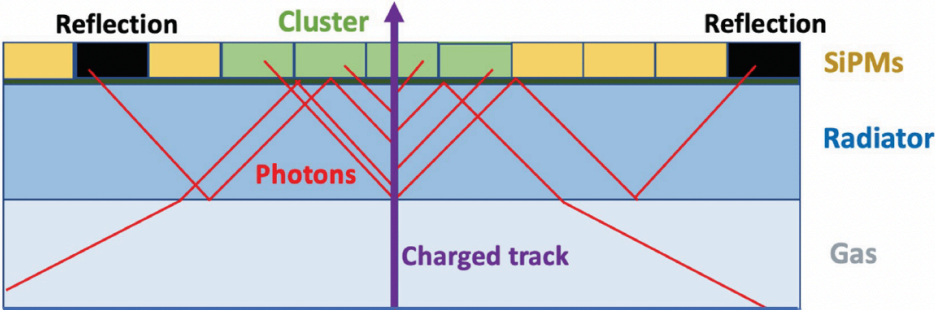 Reflection
Cluster
Reflection
SiPMs
Radiator
Photons
Charged track
Gas